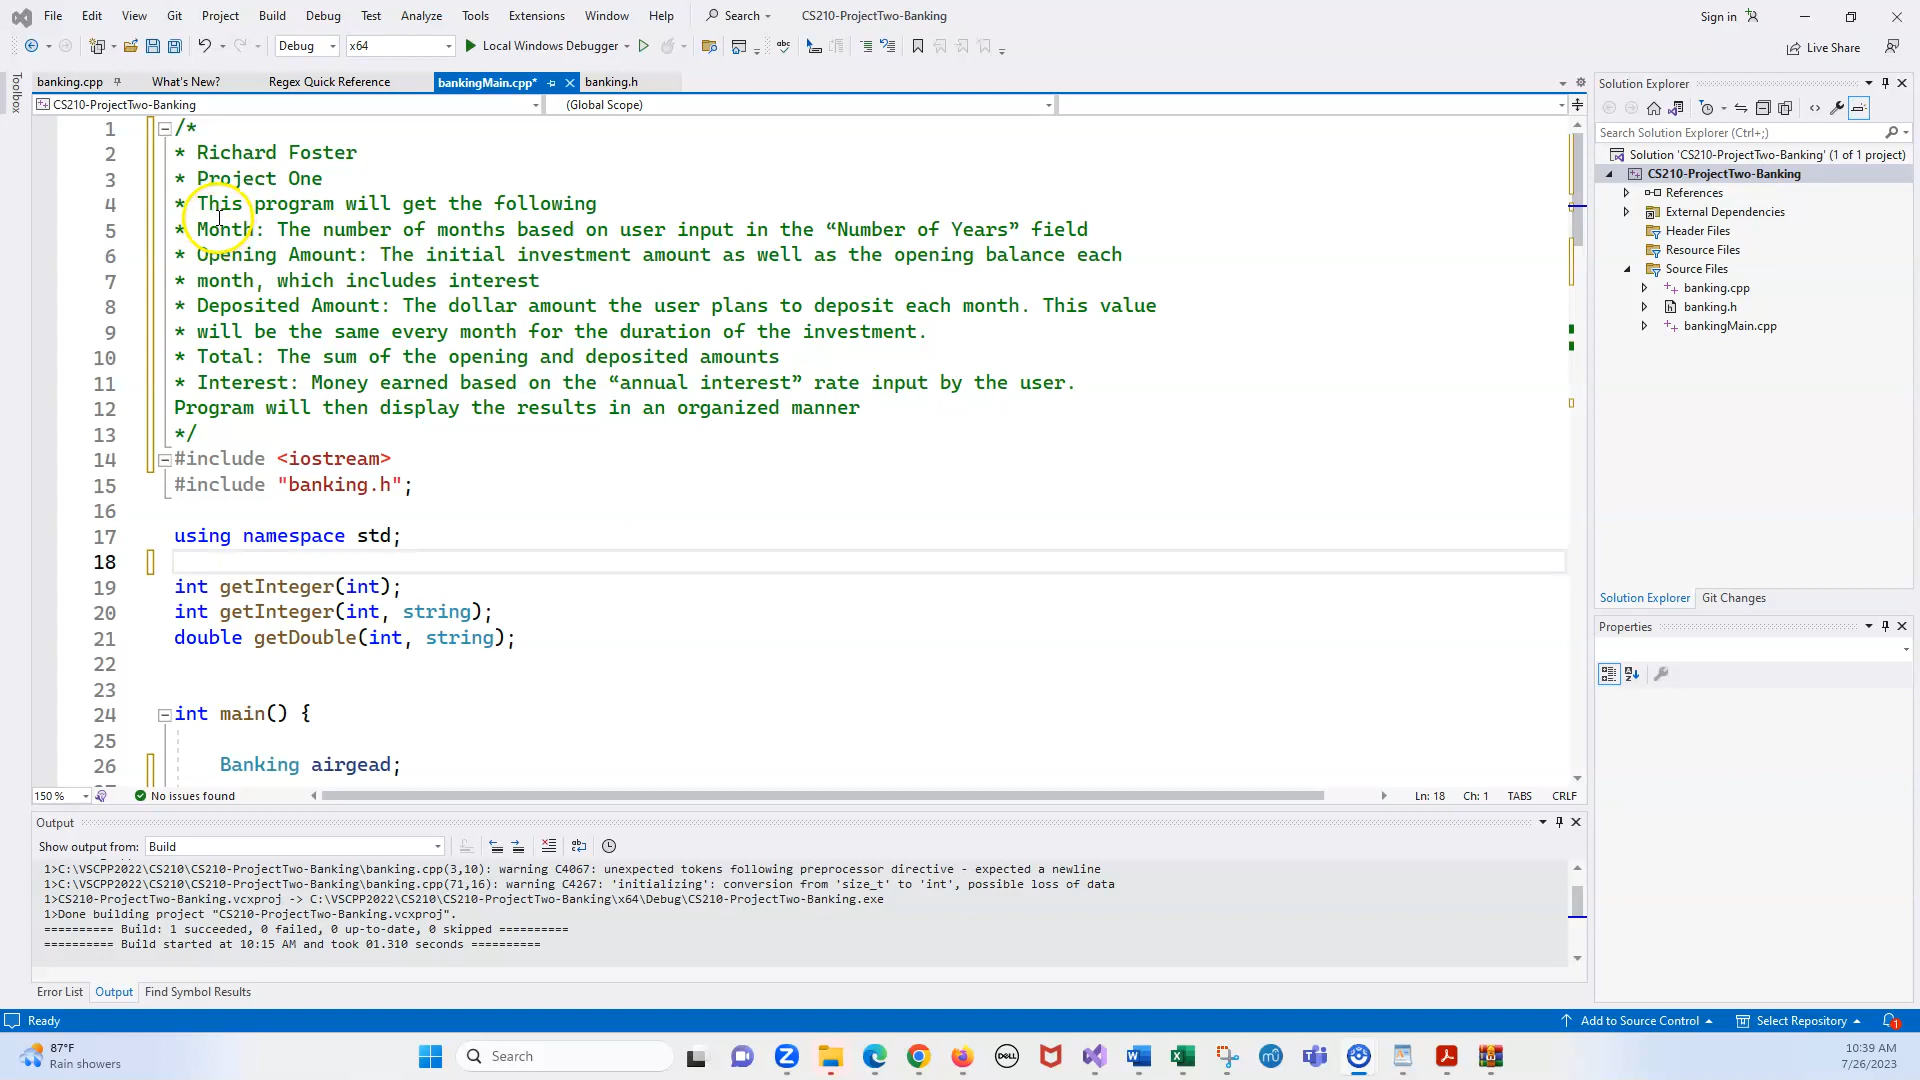 File Edit View Git Project Build Debug Test Analyze Tools Extensions Window Help Search CS210-ProjectTwo-Banking Sign in
Debug x64 Local Windows Debugger Live Share
Toolbox
banking.cpp What's New? Regex Quick Reference bankingMain.cpp* banking.h
CS210-ProjectTwo-Banking (Global Scope)
1 /*
2 * Richard Foster
3 * Project One
4 * This program will get the following
5 * Month: The number of months based on user input in the “Number of Years” field
6 * Opening Amount: The initial investment amount as well as the opening balance each
7 * month, which includes interest
8 * Deposited Amount: The dollar amount the user plans to deposit each month. This value
9 * will be the same every month for the duration of the investment.
10 * Total: The sum of the opening and deposited amounts
11 * Interest: Money earned based on the “annual interest” rate input by the user.
12 Program will then display the results in an organized manner
13 */
14 #include <iostream>
15 #include "banking.h";
16
17 using namespace std;
18
19 int getInteger(int);
20 int getInteger(int, string);
21 double getDouble(int, string);
22
23
24 int main() {
25
26 Banking airgead;
150 % No issues found Ln: 18 Ch: 1 TABS CRLF
Output
Show output from: Build
1>C:\VSCPP2022\CS210\CS210-ProjectTwo-Banking\banking.cpp(3,10): warning C4067: unexpected tokens following preprocessor directive - expected a newline
1>C:\VSCPP2022\CS210\CS210-ProjectTwo-Banking\banking.cpp(71,16): warning C4267: 'initializing': conversion from 'size_t' to 'int', possible loss of data
1>CS210-ProjectTwo-Banking.vcxproj -> C:\VSCPP2022\CS210\CS210-ProjectTwo-Banking\x64\Debug\CS210-ProjectTwo-Banking.exe
1>Done building project "CS210-ProjectTwo-Banking.vcxproj".
========== Build: 1 succeeded, 0 failed, 0 up-to-date, 0 skipped ==========
========== Build started at 10:15 AM and took 01.310 seconds ==========
Error List Output Find Symbol Results
Solution Explorer
Search Solution Explorer (Ctrl+;)
Solution 'CS210-ProjectTwo-Banking' (1 of 1 project)
CS210-ProjectTwo-Banking
References
External Dependencies
Header Files
Resource Files
Source Files
banking.cpp
banking.h
bankingMain.cpp
Solution Explorer Git Changes
Properties
Ready Add to Source Control Select Repository 1
87°F
Rain showers
Search
DELL
10:39 AM
7/26/2023